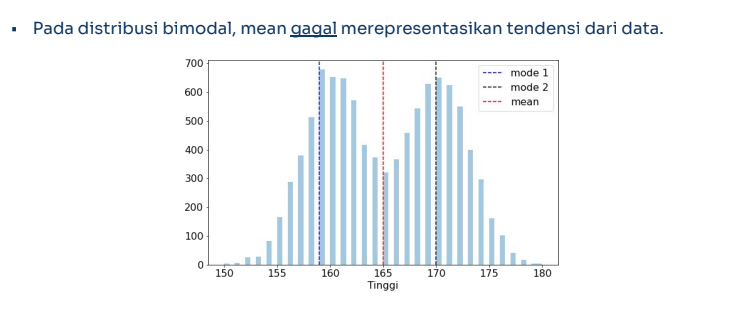 ▪ Pada distribusi bimodal, mean gagal merepresentasikan tendensi dari data.
700
600
500
400
300
200
100
0
mode 1
mode 2
mean
150 155 160 165 170 175 180
Tinggi